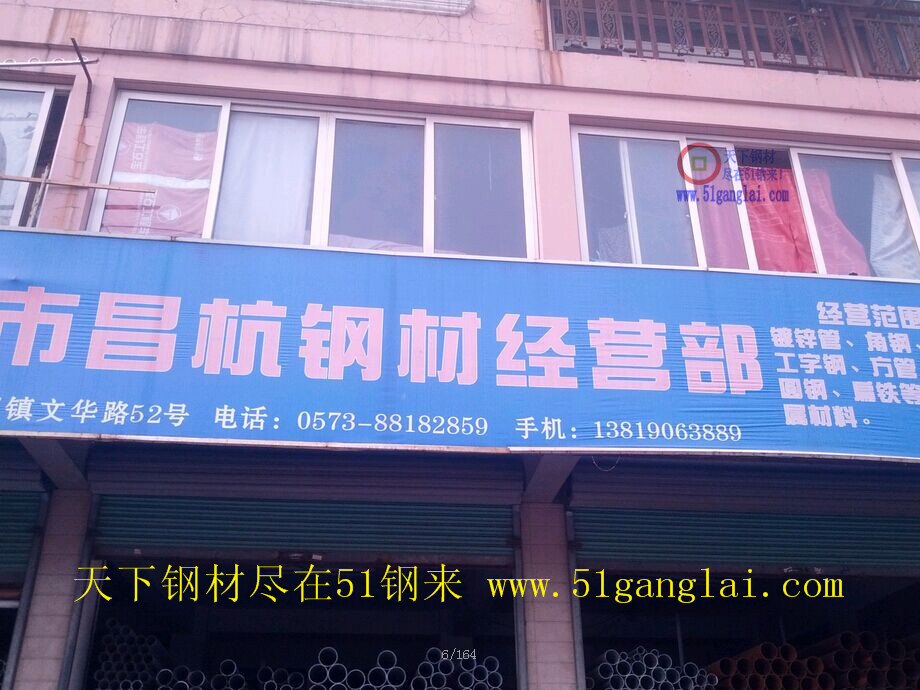 天下钢材
尽在51钢来!
www.51ganglai.com
市昌杭钢材经营部
镇文华路52号 电话：0573-88182859 手机：13819063889
经营范围
镀锌管、角钢、
工字钢、方管
圆钢、扁铁等
属材料。
天下钢材尽在51钢来 www.51ganglai.com
6/164